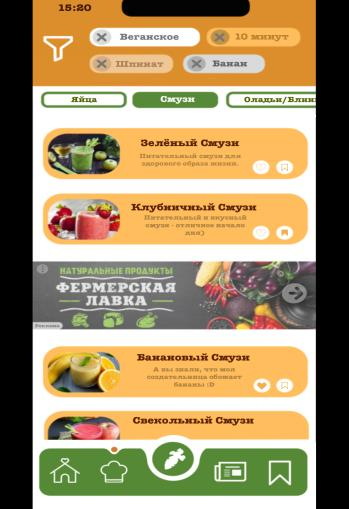 15:20
Веганское
10 минут
Шпинат
Банан
Яйца
Смузи
Оладьи/Блин
Зелёный Смузи
Питательный смузи для
здорового образа жизни.
Клубничный Смузи
Питательный и вкусный
смузи - отличное начало
дня)
НАТУРАЛЬНЫЕ ПРОДУКТЫ
ФЕРМЕРСКАЯ
ЛАВКА
Реклама
Банановый Смузи
А вы знали, что моя
создательница обожает
бананы :D
Свекольный Смузи